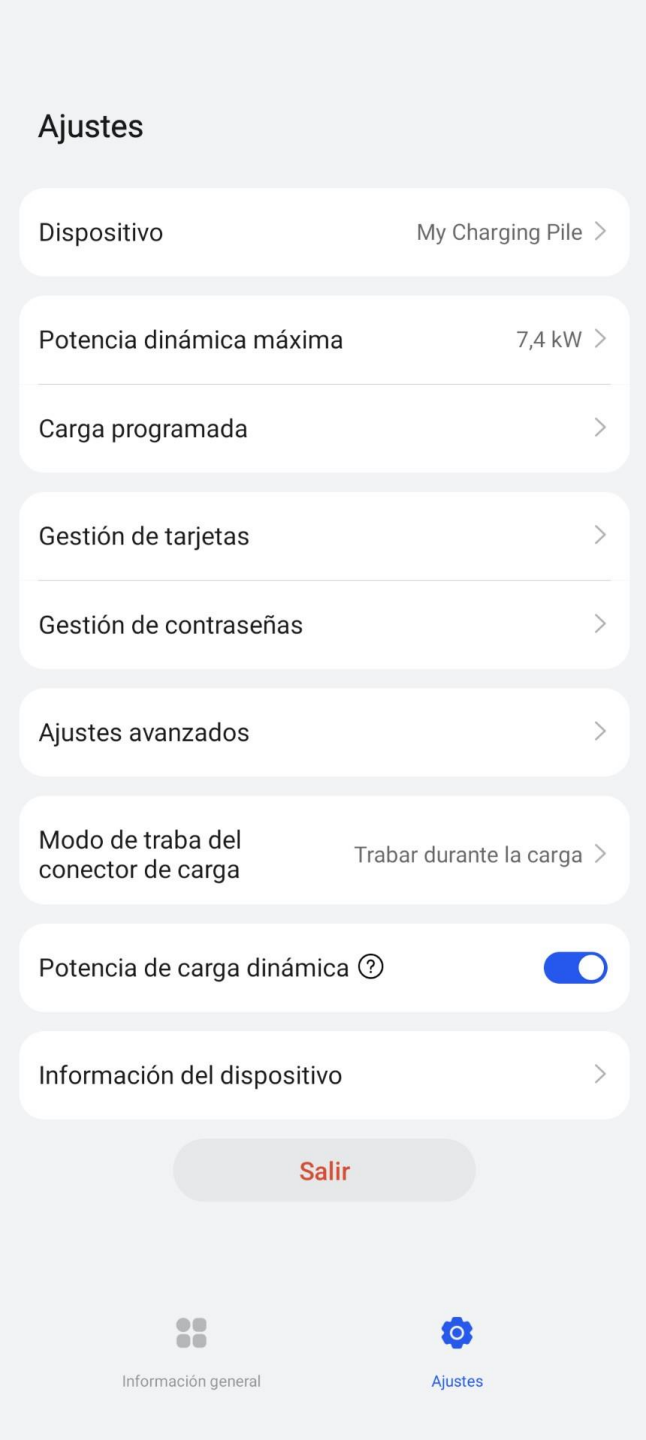 Ajustes
Dispositivo My Charging Pile
Potencia dinámica máxima 7,4 kW
Carga programada
Gestión de tarjetas
Gestión de contraseñas
Ajustes avanzados
Modo de traba del
conector de carga Trabar durante la carga
Potencia de carga dinámica ?
Información del dispositivo
Salir
Información general Ajustes